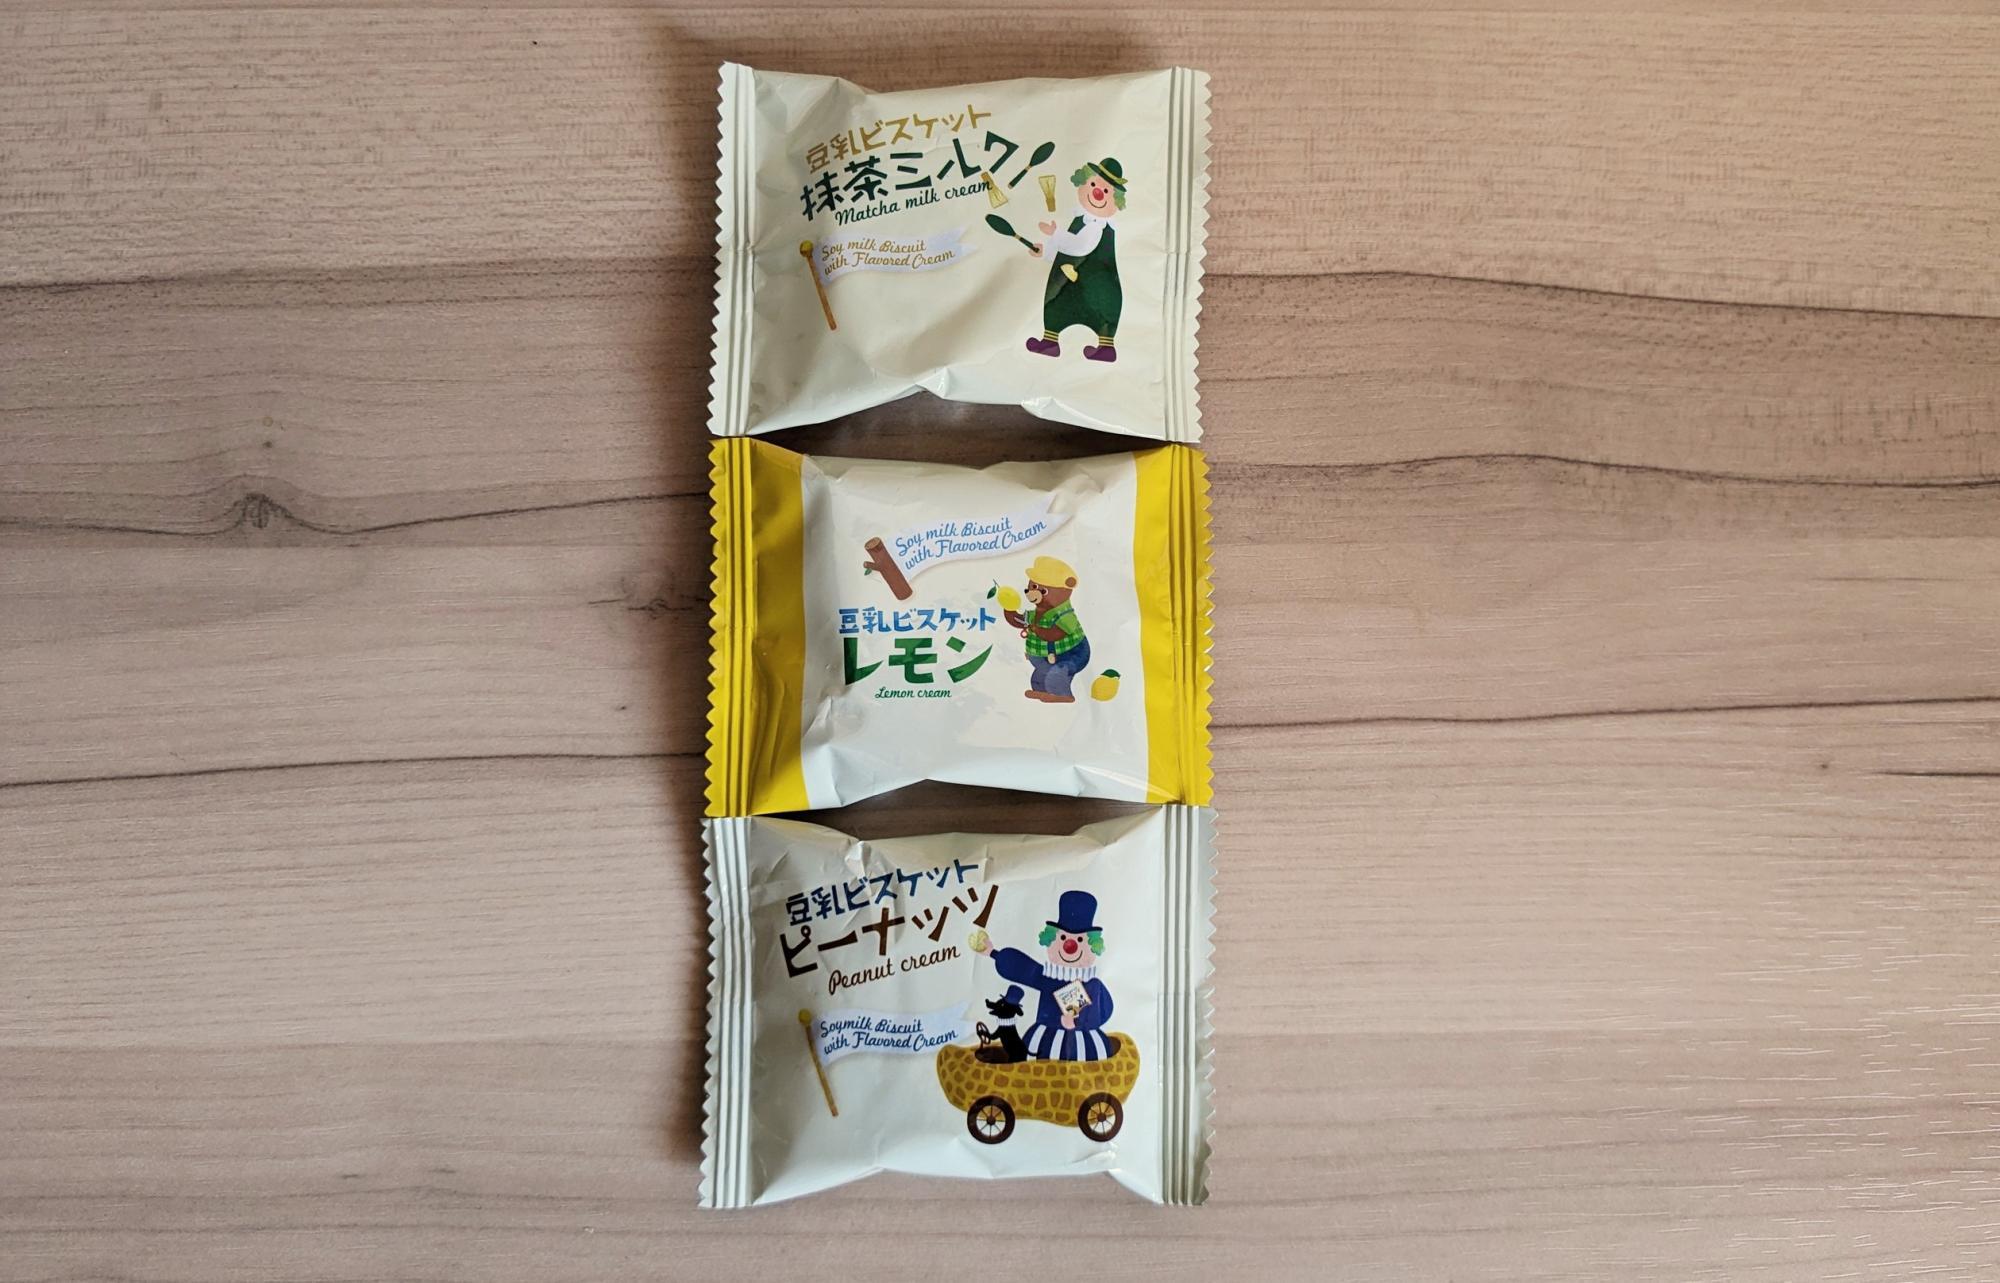 豆乳ビスケット
抹茶ミルク
Matcha milk cream
Soy milk Biscuit
with Flavored Cream
Soy milk Biscuit
with Flavored Cream
豆乳ビスケット
レモン
Lemon cream
豆乳ビスケット
ピーナッツ
Peanut cream
Soymilk Biscuit
with Flavored Cream